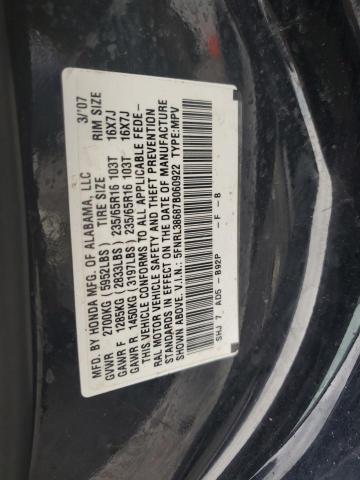 MFD. BY HONDA MFG. OF ALABAMA, LLC 3/'07
GVWR 2700KG (5952LBS) TIRE SIZE RIM SIZE
GAWR F 1285KG (2833LBS) 235/65R16 103T 16X7J
GAWR R 1450KG (3197LBS) 235/65R16 103T 16X7J
THIS VEHICLE CONFORMS TO ALL APPLICABLE FEDE-
RAL MOTOR VEHICLE SAFETY AND THEFT PREVENTION
STANDARDS IN EFFECT ON THE DATE OF MANUFACTURE
SHOWN ABOVE. V.I.N.: 5FNRL38687B060922 TYPE:MPV
SHJ 7 AD5 - B92P - F - B